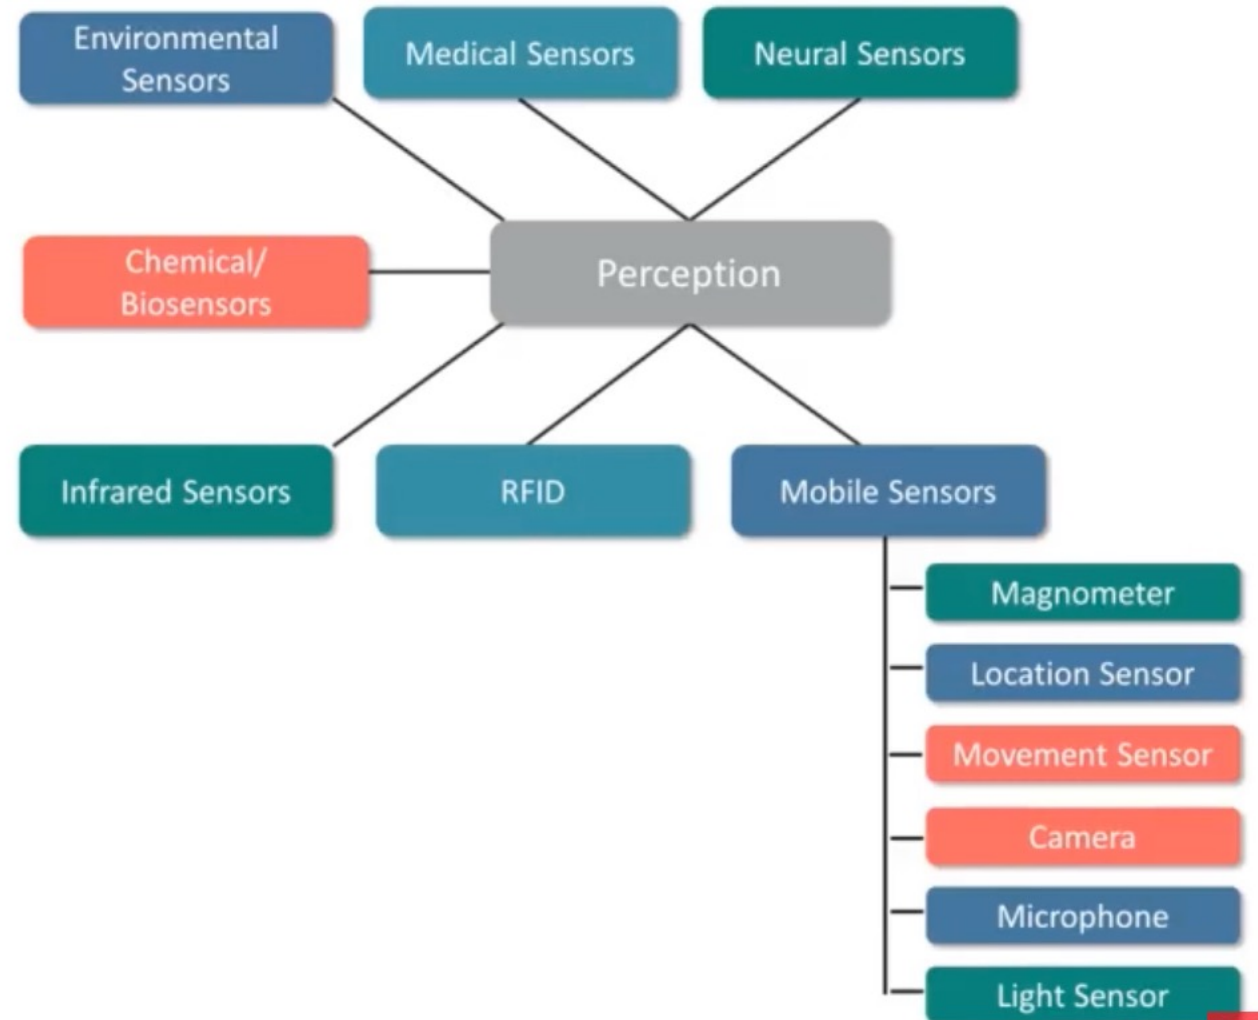 Environmental
Sensors
Medical Sensors
Neural Sensors
Chemical/
Biosensors
Perception
Infrared Sensors
RFID
Mobile Sensors
Magnometer
Location Sensor
Movement Sensor
Camera
Microphone
Light Sensor